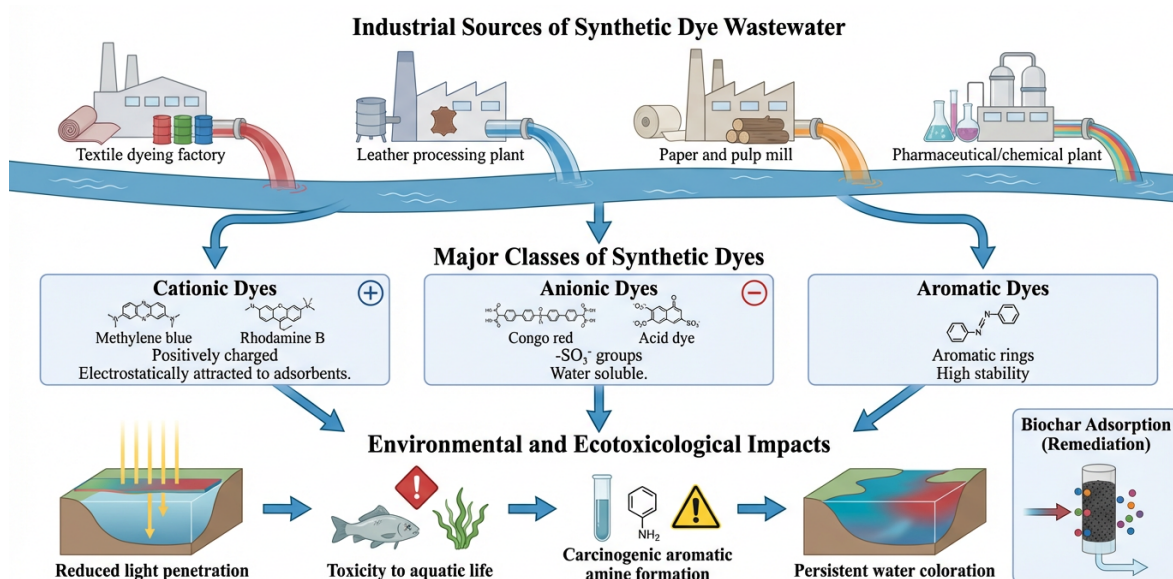 Industrial Sources of Synthetic Dye Wastewater
Textile dyeing factory
Leather processing plant
Paper and pulp mill
Pharmaceutical/chemical plant
Major Classes of Synthetic Dyes
Cationic Dyes
+
Methylene blue
Rhodamine B
Positively charged
Electrostatically attracted to adsorbents.
Anionic Dyes
−
Congo red
Acid dye
-SO₃⁻ groups
Water soluble.
Aromatic Dyes
N
N
Aromatic rings
High stability
Environmental and Ecotoxicological Impacts
Reduced light penetration
!
Toxicity to aquatic life
NH₂
!
Carcinogenic aromatic
amine formation
Persistent water coloration
Biochar Adsorption
(Remediation)